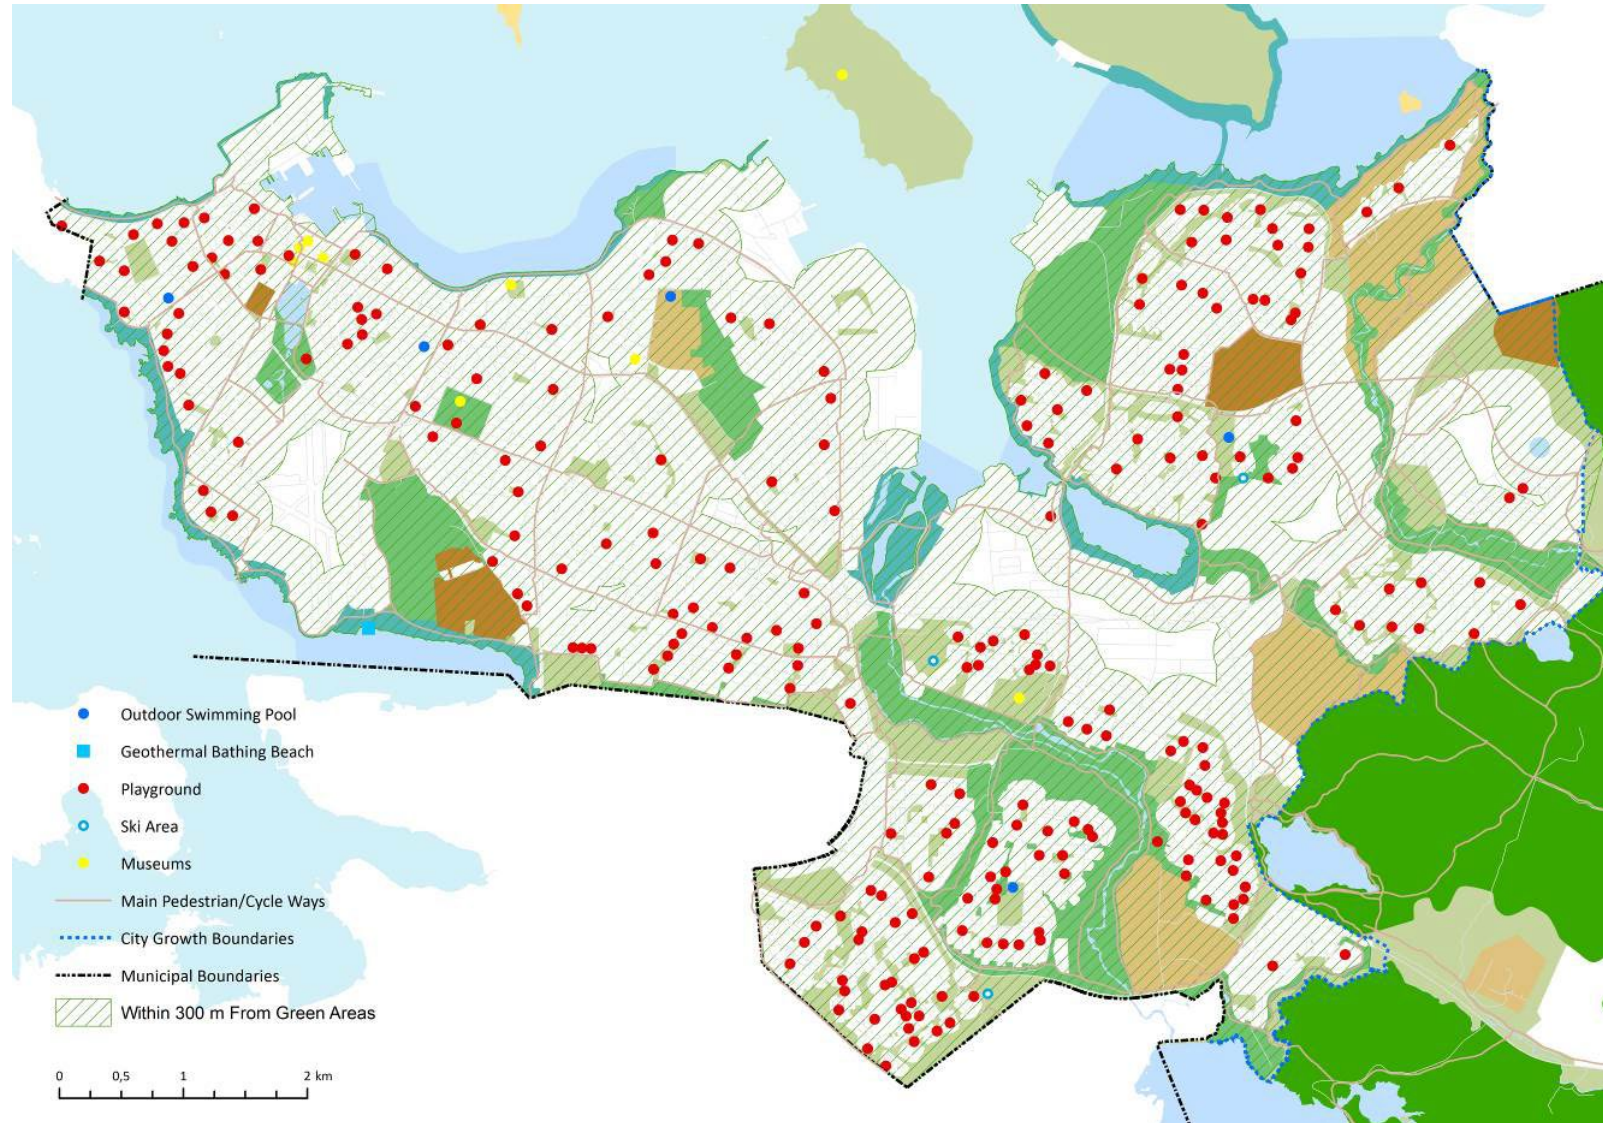 Outdoor Swimming Pool
Geothermal Bathing Beach
Playground
Ski Area
Museums
Main Pedestrian/Cycle Ways
City Growth Boundaries
Municipal Boundaries
Within 300 m From Green Areas
0 0,5 1 2 km